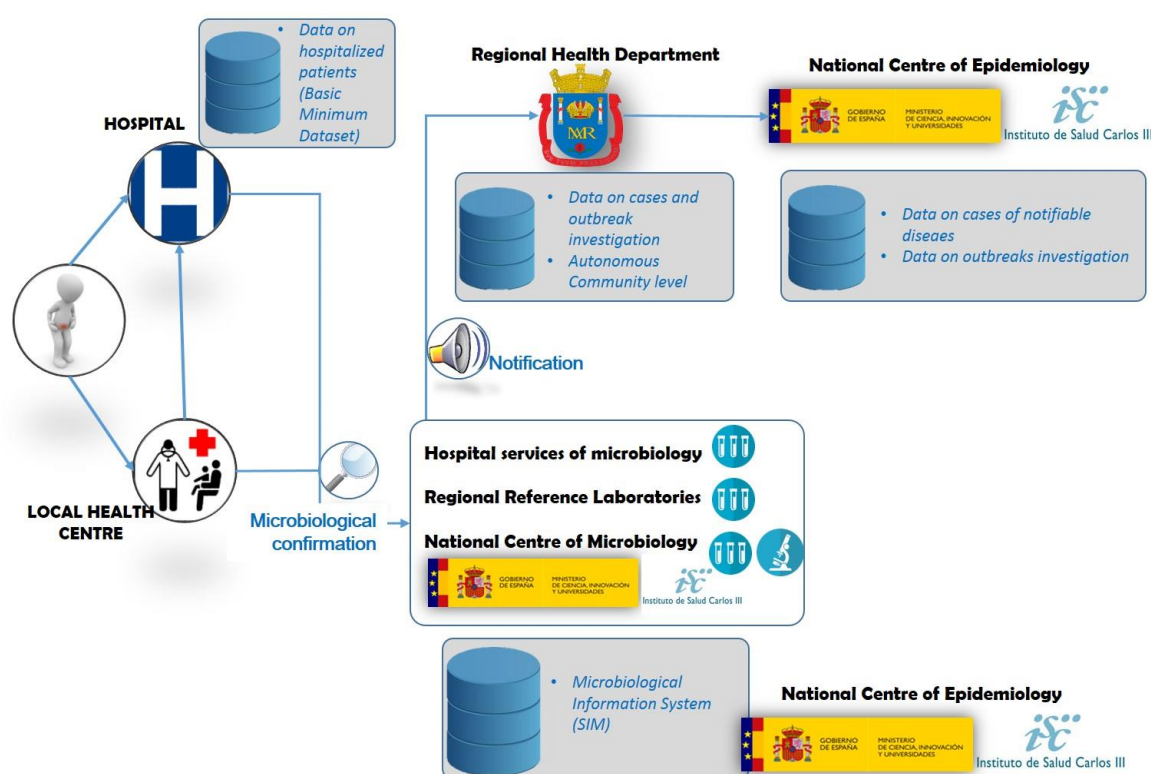 • Data on
hospitalized
patients
(Basic
Minimum
Dataset)
HOSPITAL
H
LOCAL HEALTH
CENTRE
Microbiological
confirmation
Regional Health Department
• Data on cases and
outbreak
investigation
• Autonomous
Community level
Notification
National Centre of Epidemiology
GOBIERNO
DE ESPAÑA
MINISTERIO
DE CIENCIA, INNOVACIÓN
Y UNIVERSIDADES
isc
Instituto de Salud Carlos III
• Data on cases of notifiable
diseaes
• Data on outbreaks investigation
Hospital services of microbiology
Regional Reference Laboratories
National Centre of Microbiology
GOBIERNO
DE ESPAÑA
MINISTERIO
DE CIENCIA, INNOVACIÓN
Y UNIVERSIDADES
isc
Instituto de Salud Carlos III
• Microbiological
Information System
(SIM)
National Centre of Epidemiology
GOBIERNO
DE ESPAÑA
MINISTERIO
DE CIENCIA, INNOVACIÓN
Y UNIVERSIDADES
isc
Instituto de Salud Carlos III